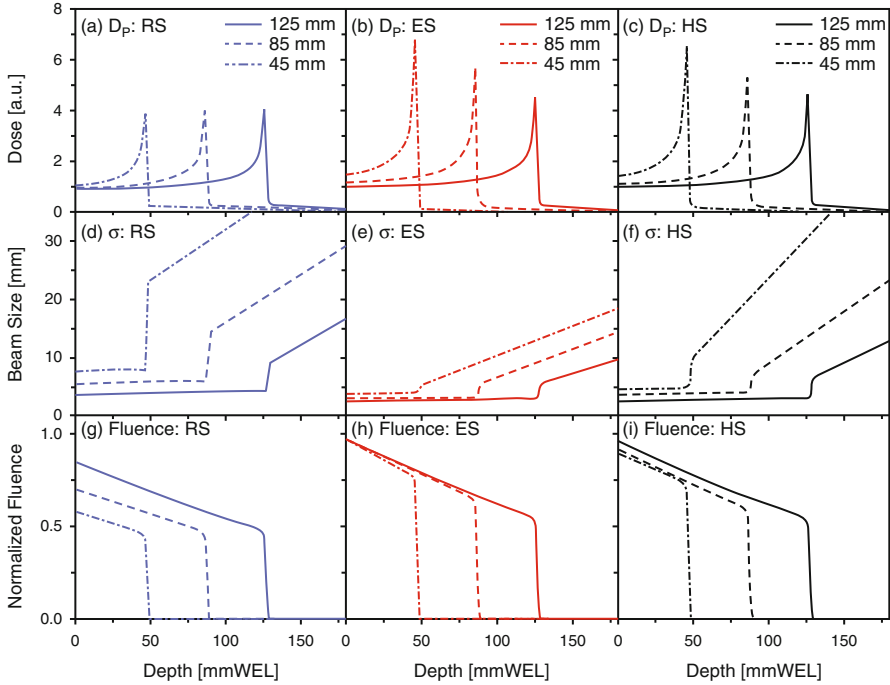 (a) D_P: RS
125 mm
85 mm
45 mm
(b) D_P: ES
125 mm
85 mm
45 mm
(c) D_P: HS
125 mm
85 mm
45 mm
Dose [a.u.]
8
6
4
2
0
(d) σ: RS
(e) σ: ES
(f) σ: HS
Beam Size [mm]
30
20
10
0
(g) Fluence: RS
(h) Fluence: ES
(i) Fluence: HS
Normalized Fluence
1.0
0.5
0.0
0 50 100 150
0 50 100 150
0 50 100 150
Depth [mmWEL]
Depth [mmWEL]
Depth [mmWEL]